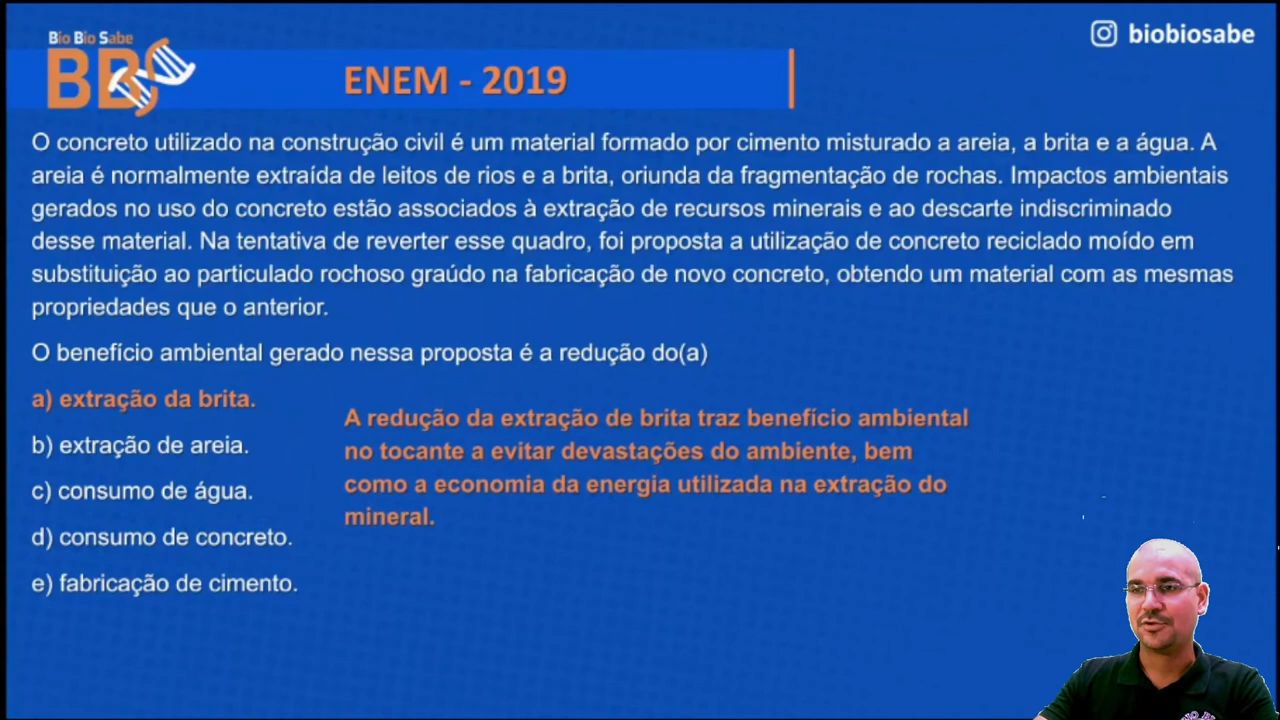 Bio Bio Sabe
BBS
biobiosabe
ENEM - 2019
O concreto utilizado na construção civil é um material formado por cimento misturado a areia, a brita e a água. A
areia é normalmente extraída de leitos de rios e a brita, oriunda da fragmentação de rochas. Impactos ambientais
gerados no uso do concreto estão associados à extração de recursos minerais e ao descarte indiscriminado
desse material. Na tentativa de reverter esse quadro, foi proposta a utilização de concreto reciclado moído em
substituição ao particulado rochoso graúdo na fabricação de novo concreto, obtendo um material com as mesmas
propriedades que o anterior.
O benefício ambiental gerado nessa proposta é a redução do(a)
a) extração da brita.
b) extração de areia.
c) consumo de água.
d) consumo de concreto.
e) fabricação de cimento.
A redução da extração de brita traz benefício ambiental
no tocante a evitar devastações do ambiente, bem
como a economia da energia utilizada na extração do
mineral.